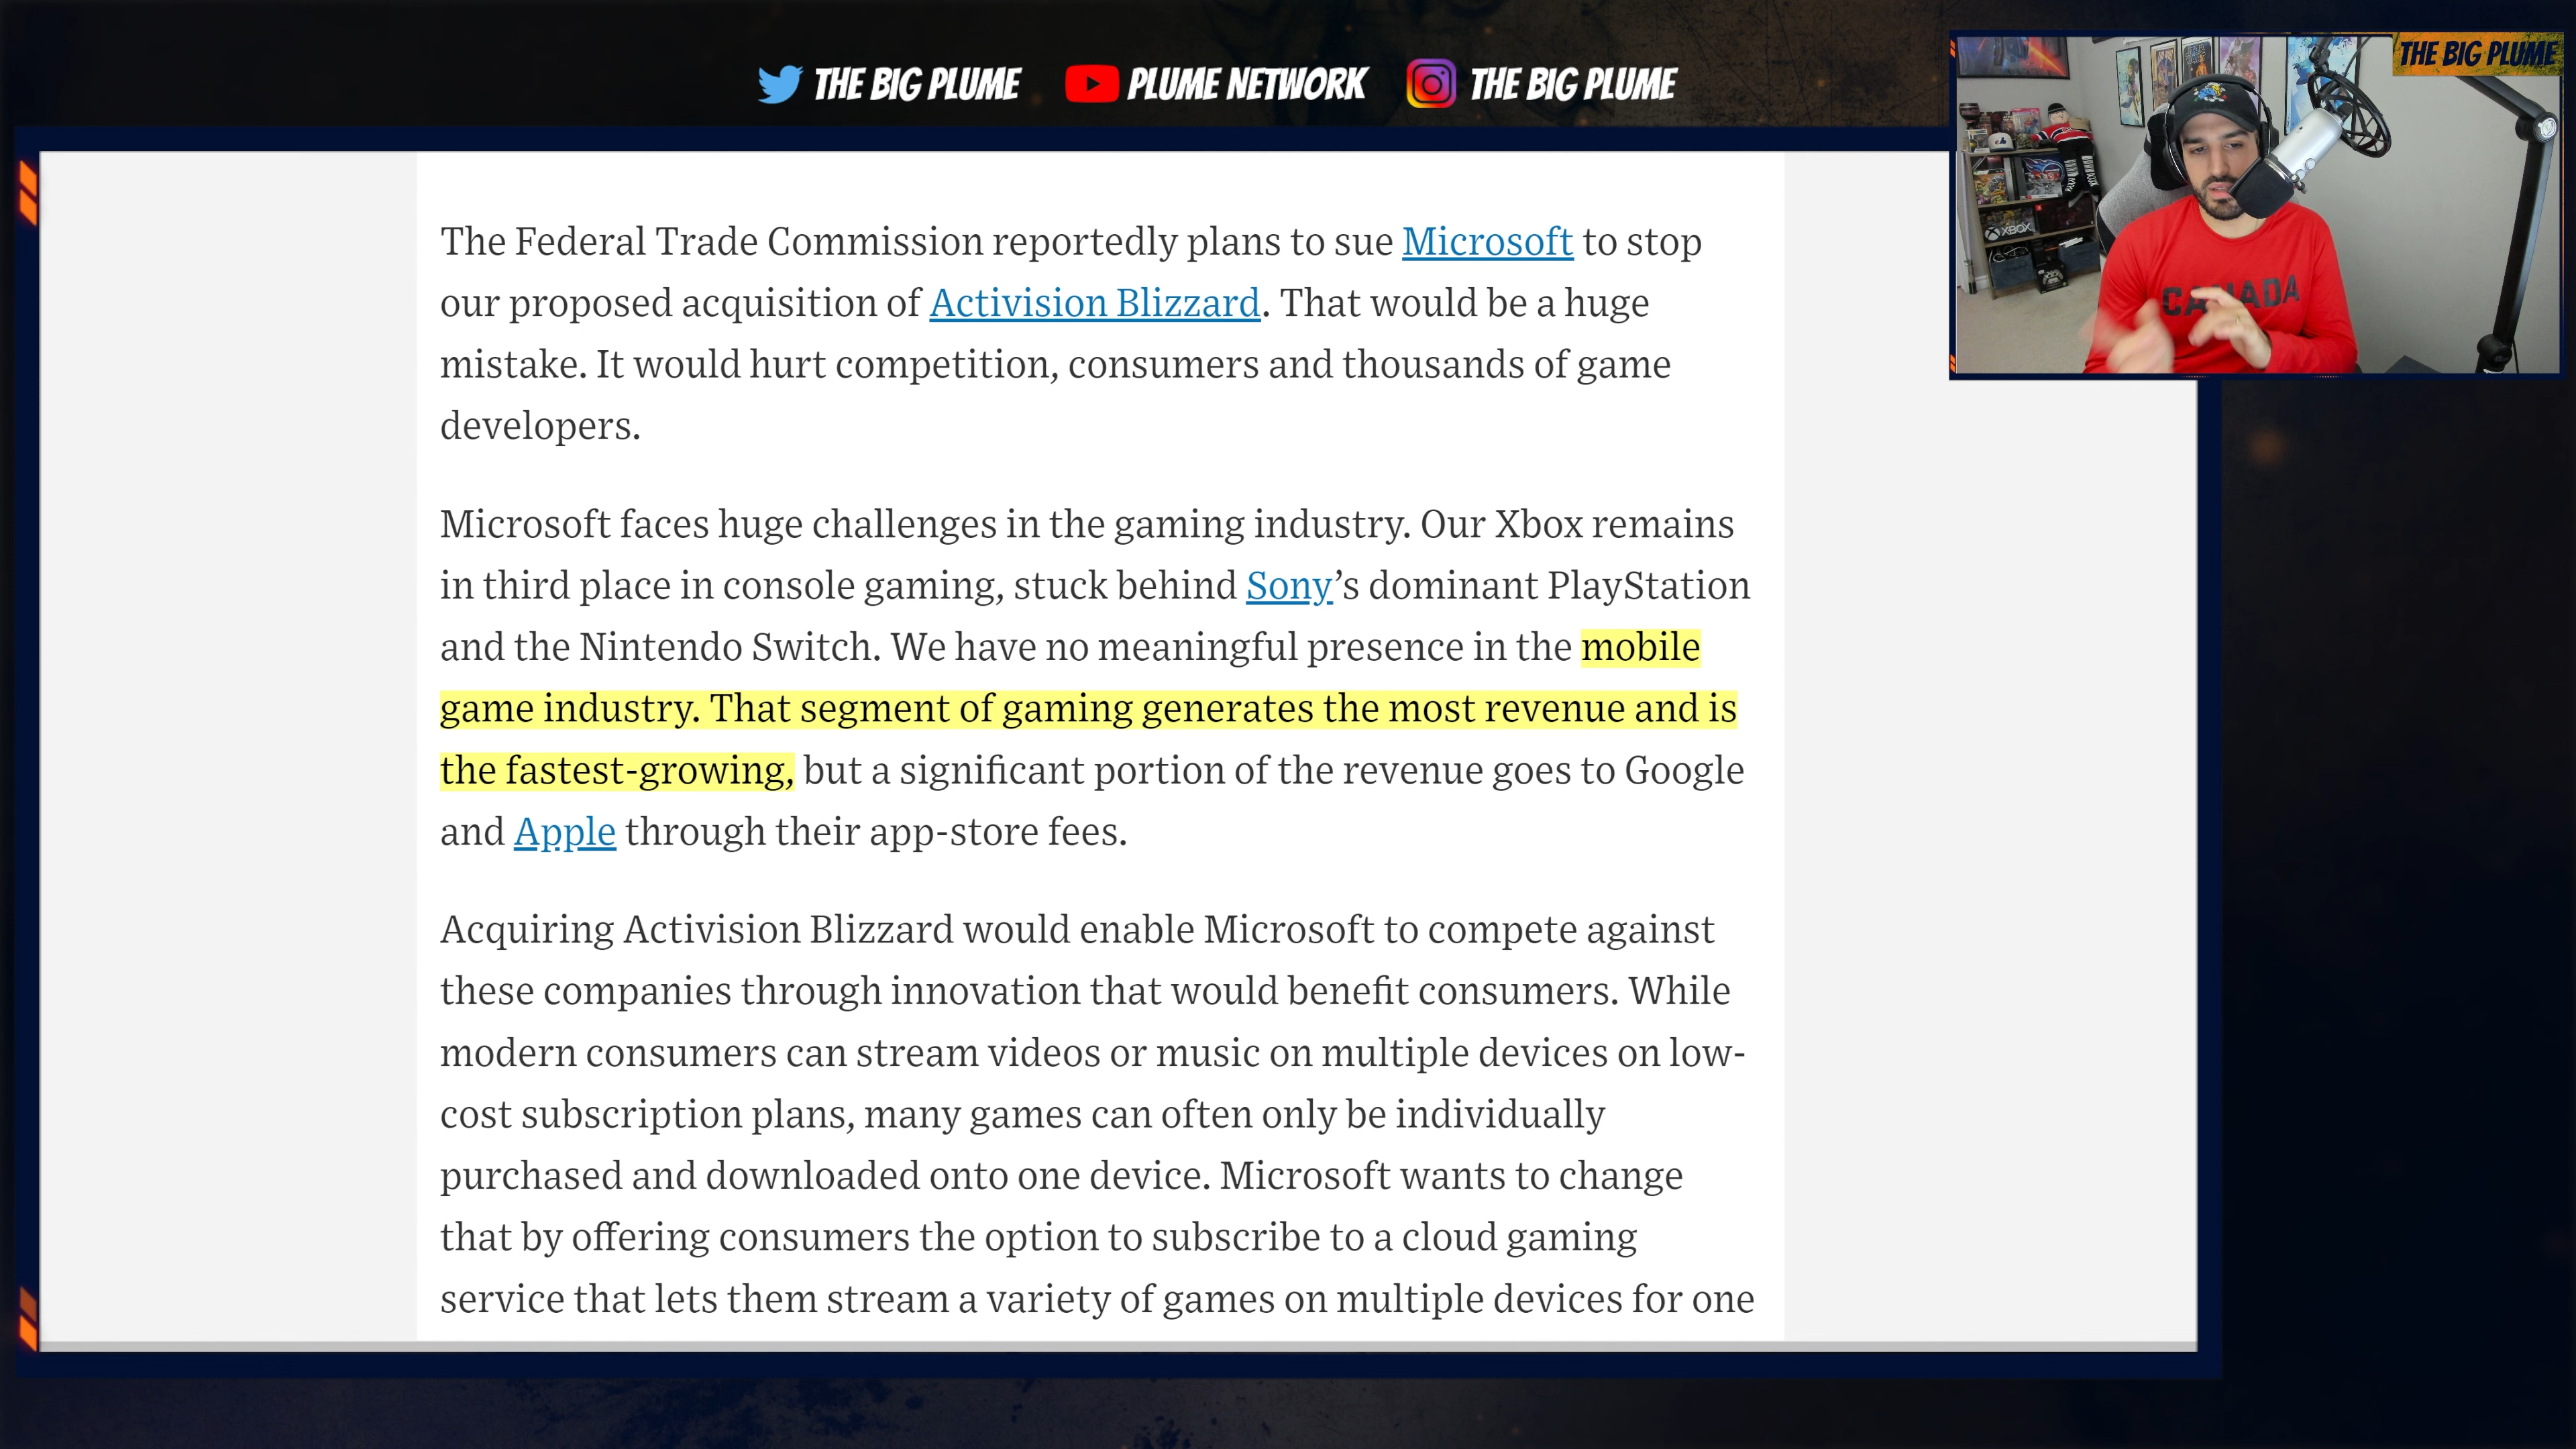 THE BIG PLUME PLUME NETWORK THE BIG PLUME
THE BIG PLUME
XBOX
CANADA
The Federal Trade Commission reportedly plans to sue Microsoft to stop
our proposed acquisition of Activision Blizzard. That would be a huge
mistake. It would hurt competition, consumers and thousands of game
developers.
Microsoft faces huge challenges in the gaming industry. Our Xbox remains
in third place in console gaming, stuck behind Sony’s dominant PlayStation
and the Nintendo Switch. We have no meaningful presence in the mobile
game industry. That segment of gaming generates the most revenue and is
the fastest-growing, but a significant portion of the revenue goes to Google
and Apple through their app-store fees.
Acquiring Activision Blizzard would enable Microsoft to compete against
these companies through innovation that would benefit consumers. While
modern consumers can stream videos or music on multiple devices on low-
cost subscription plans, many games can often only be individually
purchased and downloaded onto one device. Microsoft wants to change
that by offering consumers the option to subscribe to a cloud gaming
service that lets them stream a variety of games on multiple devices for one